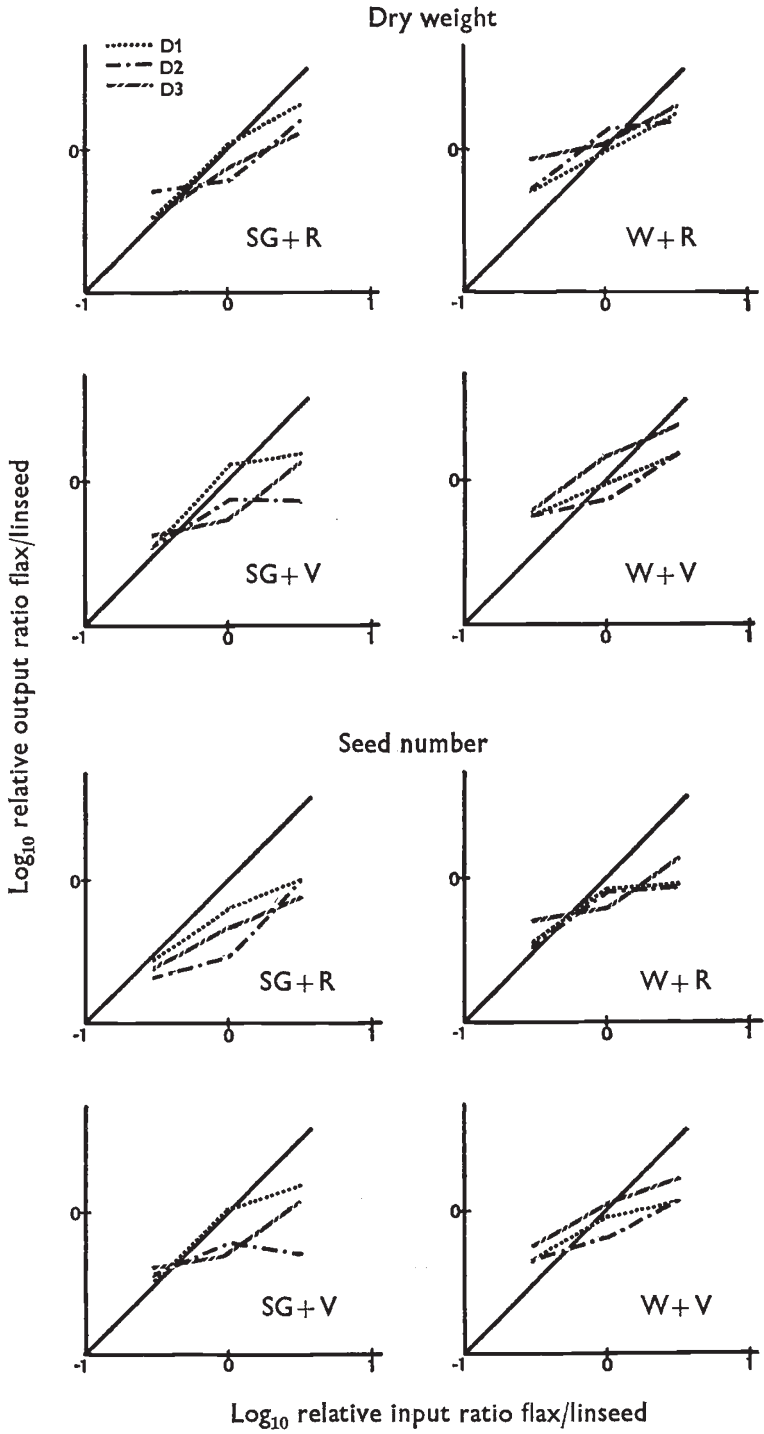 Dry weight
D1
D2
D3
0
-1 0 1
SG+R
0
-1 0 1
W+R
0
-1 0 1
SG+V
0
-1 0 1
W+V
Log10 relative output ratio flax/linseed
Seed number
0
-1 0 1
SG+R
0
-1 0 1
W+R
0
-1 0 1
SG+V
0
-1 0 1
W+V
Log10 relative input ratio flax/linseed